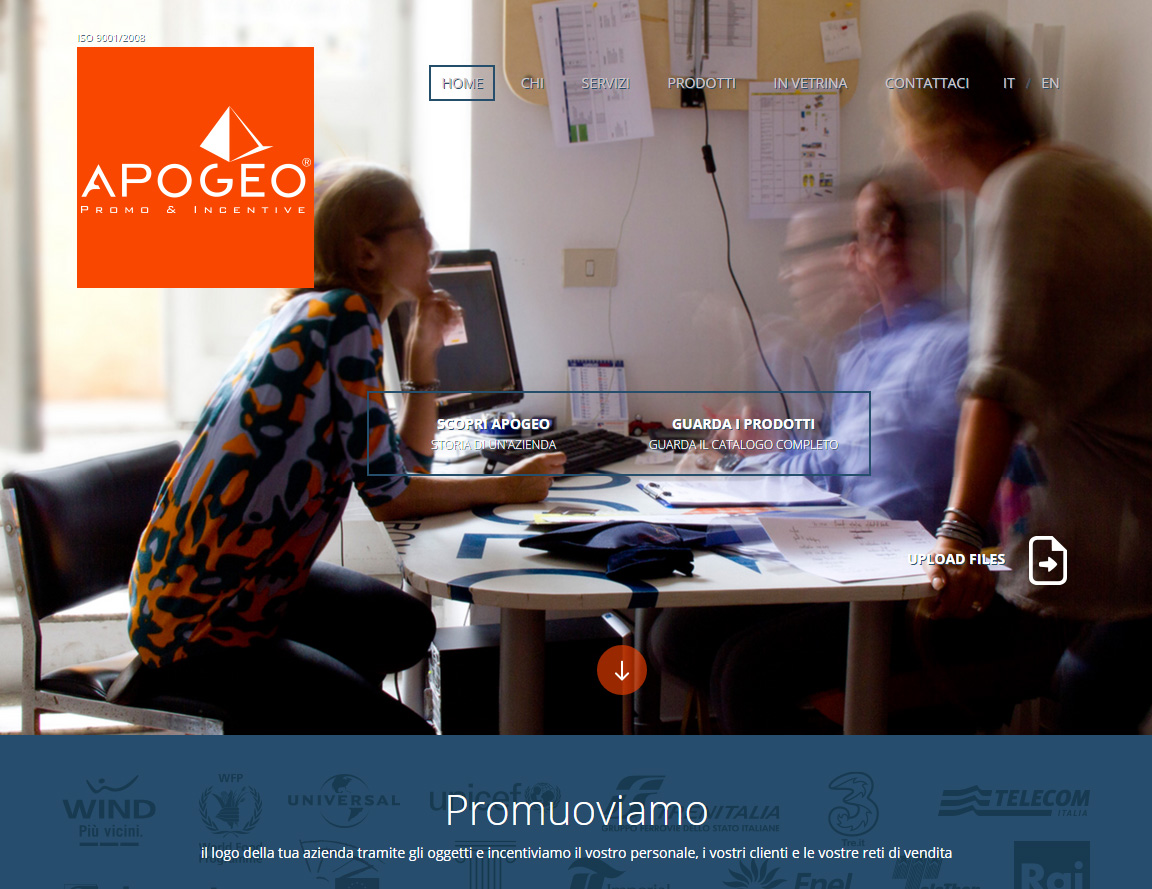 ISO 9001/2008
APOGEO®
PROMO & INCENTIVE
HOME CHI SERVIZI PRODOTTI IN VETRINA CONTATTACI IT / EN
SCOPRI APOGEO
STORIA DI UN'AZIENDA
GUARDA I PRODOTTI
GUARDA IL CATALOGO COMPLETO
UPLOAD FILES
WIND
Più vicini.
WFP
UNIVERSAL
unicef
TRENITALIA
GRUPPO FERROVIE DELLO STATO ITALIANE
3
Tre.it
TELECOM
ITALIA
Promuoviamo
il logo della tua azienda tramite gli oggetti e incentiviamo il vostro personale, i vostri clienti e le vostre reti di vendita
Enel
Rai